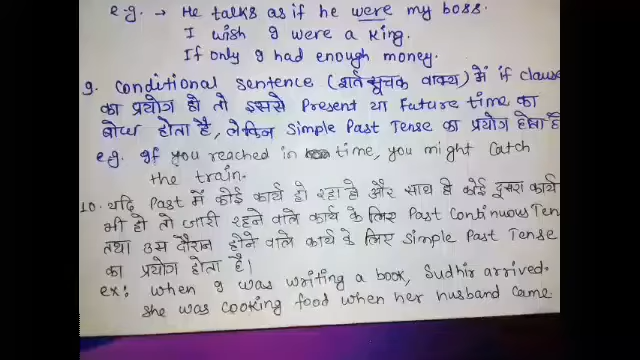 e.g. → He talks as if he were my boss.
I wish I were a King.
If only I had enough money.
9. Conditional sentence (शर्त सूचक वाक्य) में if clause
का प्रयोग हो तो इससे Present या Future time का
बोध होता है, लेकिन Simple Past Tense का प्रयोग होता है
e.g. If you reached in time, you might catch
the train.
10. यदि Past में कोई कार्य हो रहा हो और साथ ही कोई दूसरा कार्य
भी हो तो जारी रहने वाले कार्य के लिए Past Continuous Ten
तथा उस दौरान होने वाले कार्य के लिए Simple Past Tense
का प्रयोग होता है।
ex: When I was writing a book, Sudhir arrived.
She was cooking food when her husband came